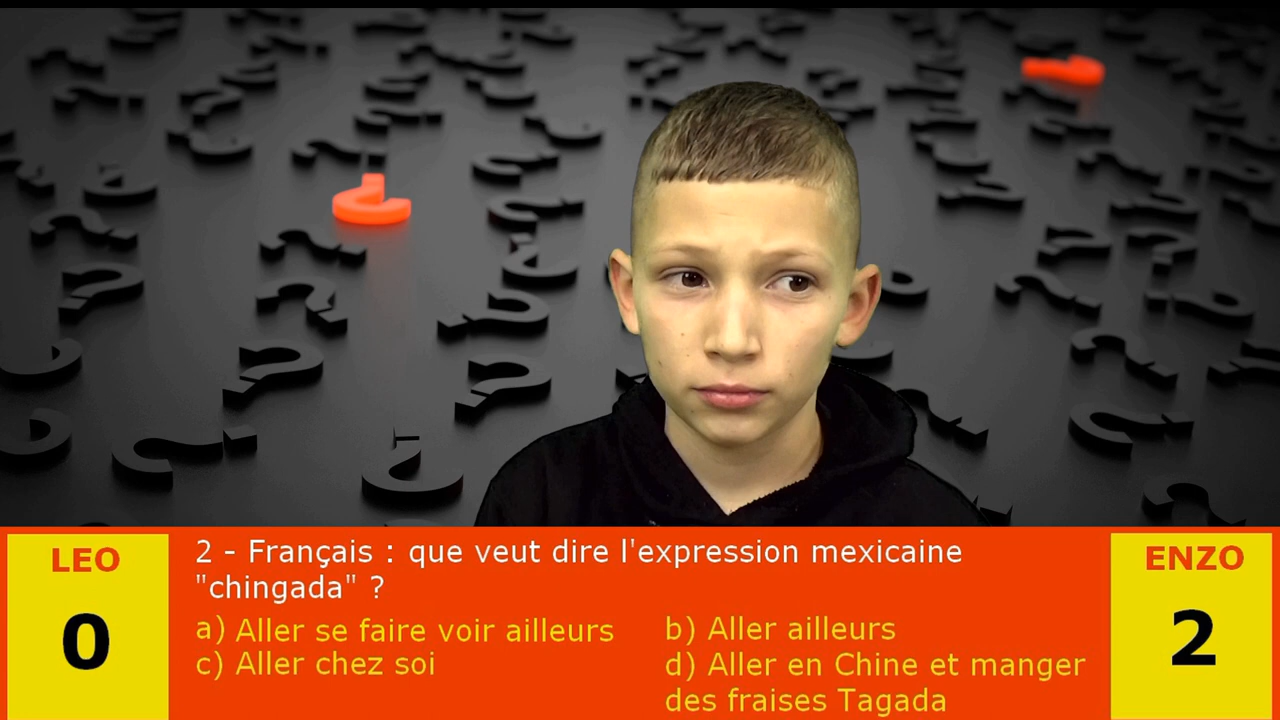 LEO
0
2 - Français : que veut dire l'expression mexicaine
"chingada" ?
a) Aller se faire voir ailleurs
b) Aller ailleurs
c) Aller chez soi
d) Aller en Chine et manger
des fraises Tagada
ENZO
2